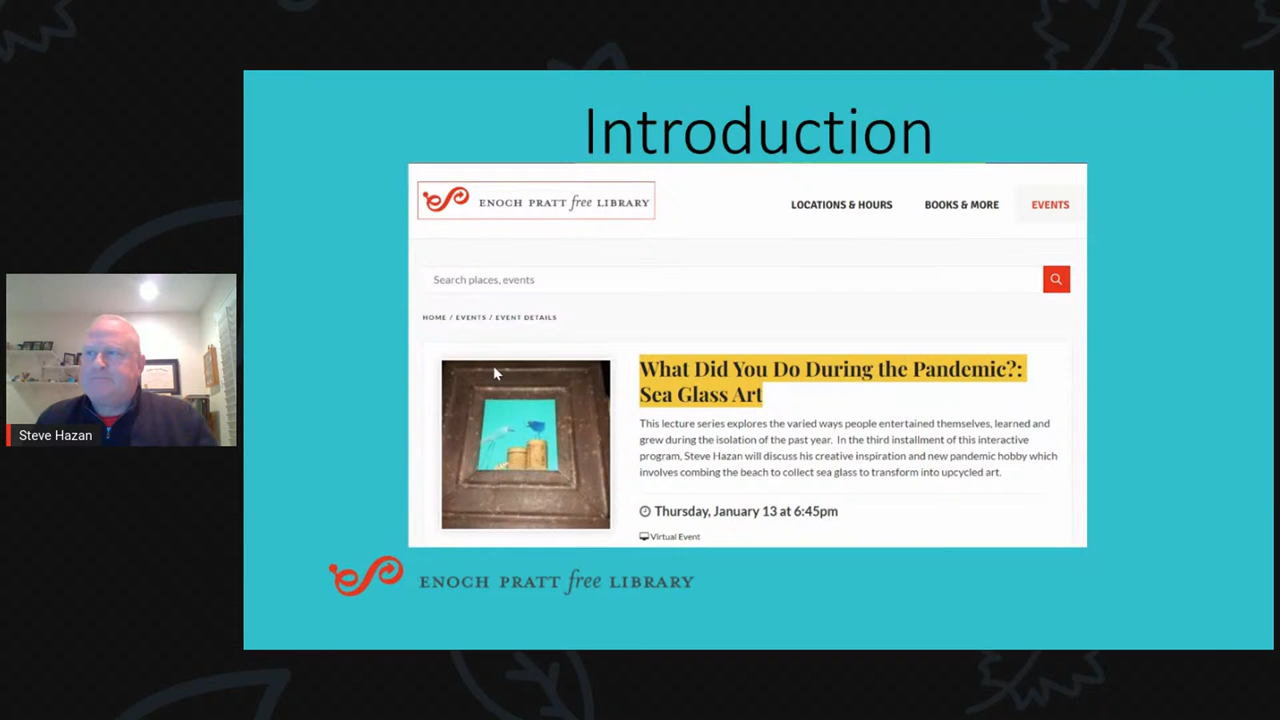 Introduction
ENOCH PRATT free LIBRARY
LOCATIONS & HOURS
BOOKS & MORE
EVENTS
Search places, events
HOME / EVENTS / EVENT DETAILS
What Did You Do During the Pandemic?:
Sea Glass Art
This lecture series explores the varied ways people entertained themselves, learned and
grew during the isolation of the past year. In the third installment of this interactive
program, Steve Hazan will discuss his creative inspiration and new pandemic hobby which
involves combing the beach to collect sea glass to transform into upcycled art.
Thursday, January 13 at 6:45pm
Virtual Event
Steve Hazan
ENOCH PRATT free LIBRARY